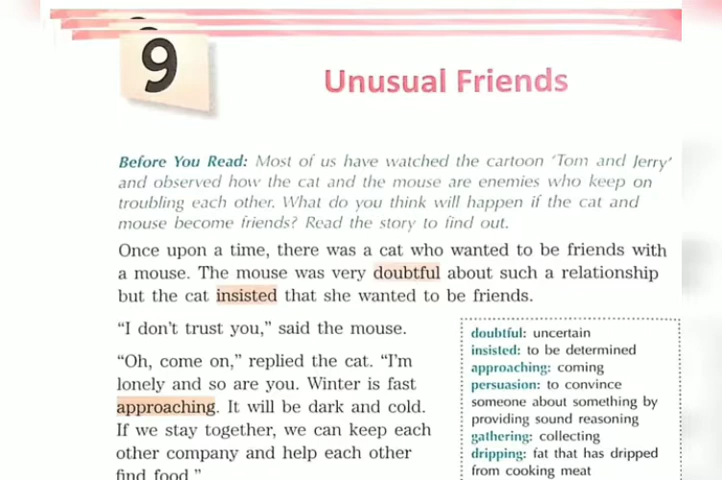 9
Unusual Friends
Before You Read: Most of us have watched the cartoon 'Tom and Jerry'
and observed how the cat and the mouse are enemies who keep on
troubling each other. What do you think will happen if the cat and
mouse become friends? Read the story to find out.
Once upon a time, there was a cat who wanted to be friends with
a mouse. The mouse was very doubtful about such a relationship
but the cat insisted that she wanted to be friends.
"I don't trust you," said the mouse.
"Oh, come on," replied the cat. "I'm
lonely and so are you. Winter is fast
approaching. It will be dark and cold.
If we stay together, we can keep each
other company and help each other
find food."
doubtful: uncertain
insisted: to be determined
approaching: coming
persuasion: to convince
someone about something by
providing sound reasoning
gathering: collecting
dripping: fat that has dripped
from cooking meat